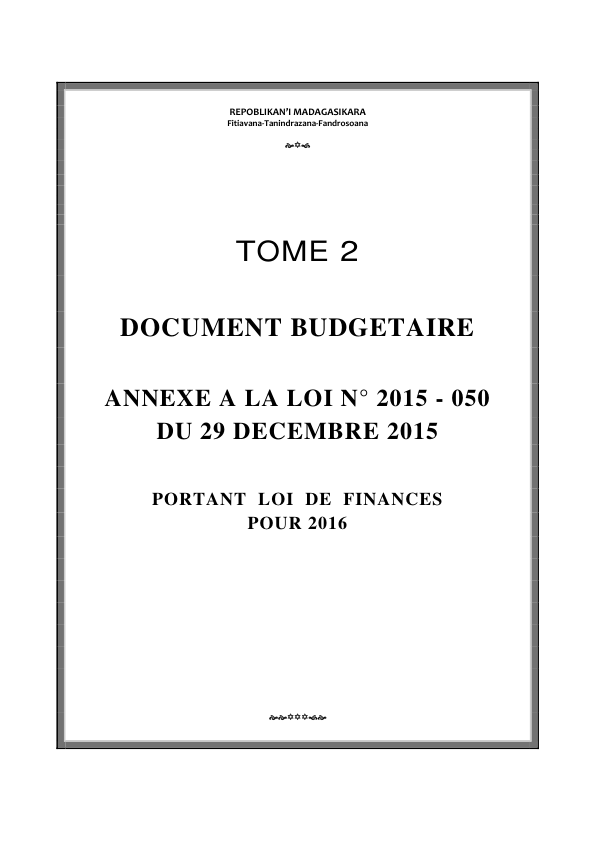 REPOBLIKAN'I MADAGASIKARA
Fitiavana-Tanindrazana-Fandrosoana
TOME 2
DOCUMENT BUDGETAIRE
ANNEXE A LA LOI N° 2015 - 050
DU 29 DECEMBRE 2015
PORTANT LOI DE FINANCES
POUR 2016